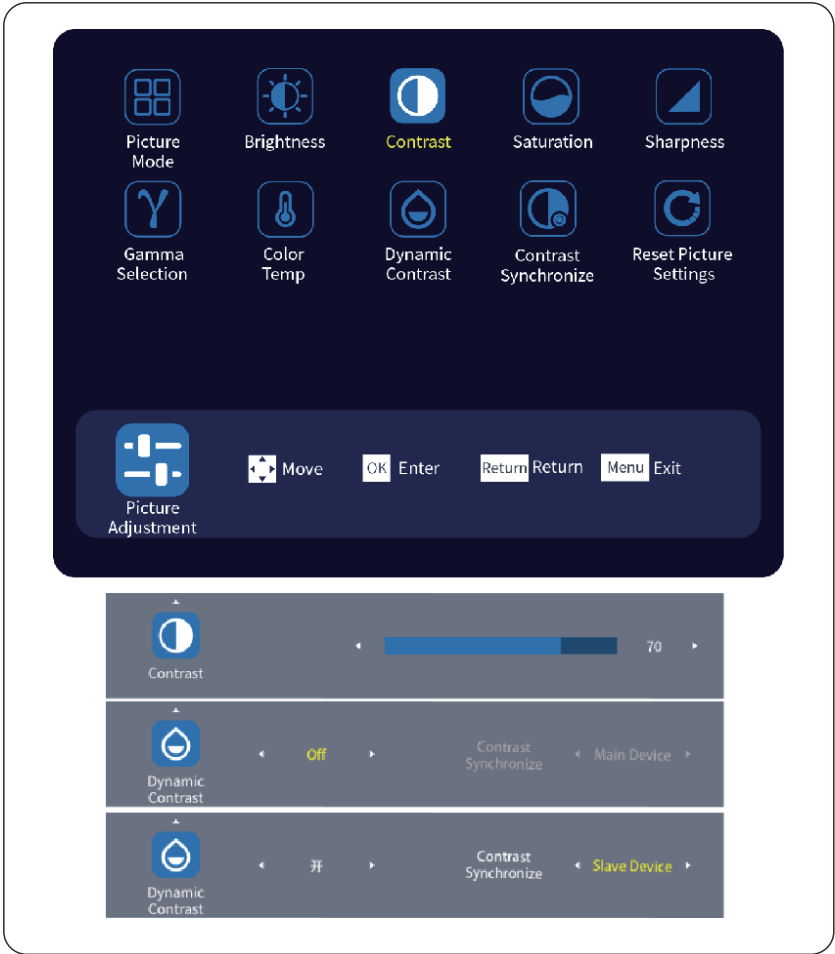 Picture
Mode
Brightness
Contrast
Saturation
Sharpness
γ
Gamma
Selection
Color
Temp
Dynamic
Contrast
Contrast
Synchronize
Reset Picture
Settings
Picture
Adjustment
Move
OK Enter
Return Return
Menu Exit
Contrast
70
Dynamic
Contrast
Off
Contrast
Synchronize
Main Device
Dynamic
Contrast
开
Contrast
Synchronize
Slave Device